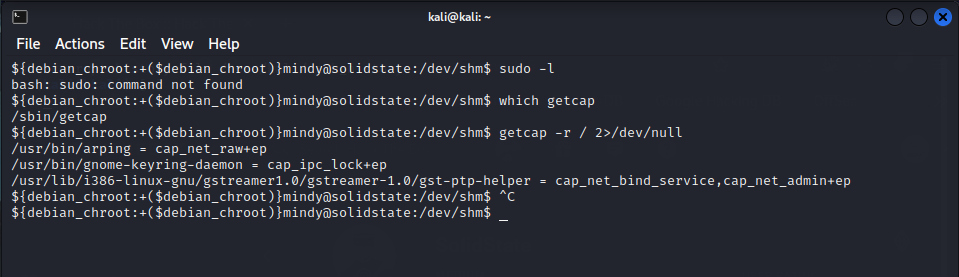 kali@kali: ~
File Actions Edit View Help
${debian_chroot:+($debian_chroot)}mindy@solidstate:/dev/shm$ sudo -l
bash: sudo: command not found
${debian_chroot:+($debian_chroot)}mindy@solidstate:/dev/shm$ which getcap
/sbin/getcap
${debian_chroot:+($debian_chroot)}mindy@solidstate:/dev/shm$ getcap -r / 2>/dev/null
/usr/bin/arping = cap_net_raw+ep
/usr/bin/gnome-keyring-daemon = cap_ipc_lock+ep
/usr/lib/i386-linux-gnu/gstreamer1.0/gstreamer-1.0/gst-ptp-helper = cap_net_bind_service,cap_net_admin+ep
${debian_chroot:+($debian_chroot)}mindy@solidstate:/dev/shm$ ^C
${debian_chroot:+($debian_chroot)}mindy@solidstate:/dev/shm$ _